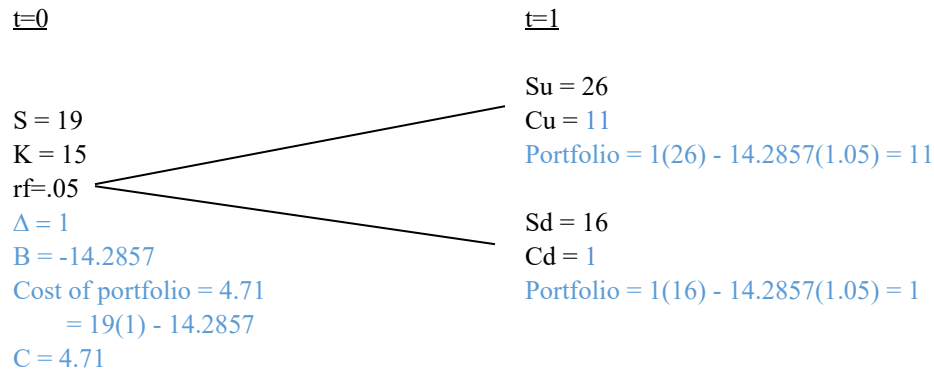 t=0
t=1
S = 19
K = 15
rf=.05
Δ = 1
B = -14.2857
Cost of portfolio = 4.71
= 19(1) - 14.2857
C = 4.71
Su = 26
Cu = 11
Portfolio = 1(26) - 14.2857(1.05) = 11
Sd = 16
Cd = 1
Portfolio = 1(16) - 14.2857(1.05) = 1